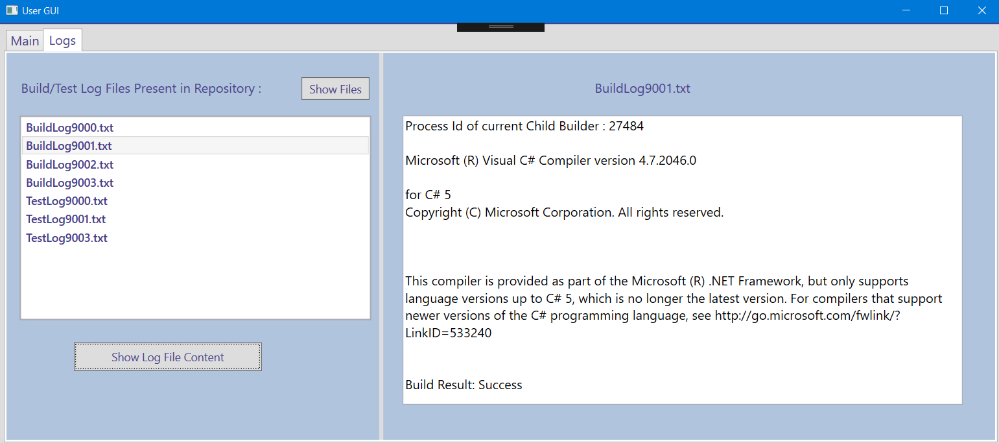 User GUI
Main
Logs
Build/Test Log Files Present in Repository :
Show Files
BuildLog9000.txt
BuildLog9001.txt
BuildLog9002.txt
BuildLog9003.txt
TestLog9000.txt
TestLog9001.txt
TestLog9003.txt
Show Log File Content
BuildLog9001.txt
Process Id of current Child Builder : 27484
Microsoft (R) Visual C# Compiler version 4.7.2046.0
for C# 5
Copyright (C) Microsoft Corporation. All rights reserved.
This compiler is provided as part of the Microsoft (R) .NET Framework, but only supports
language versions up to C# 5, which is no longer the latest version. For compilers that support
newer versions of the C# programming language, see http://go.microsoft.com/fwlink/?
LinkID=533240
Build Result: Success